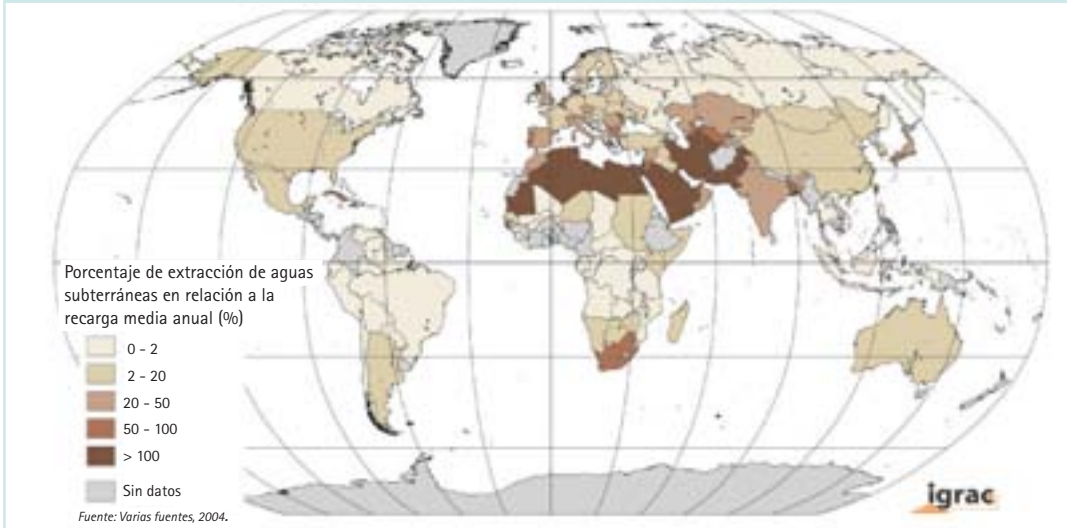 Porcentaje de extracción de aguas
subterráneas en relación a la
recarga media anual (%)
0 - 2
2 - 20
20 - 50
50 - 100
> 100
Sin datos
Fuente: Varias fuentes, 2004.
igrac